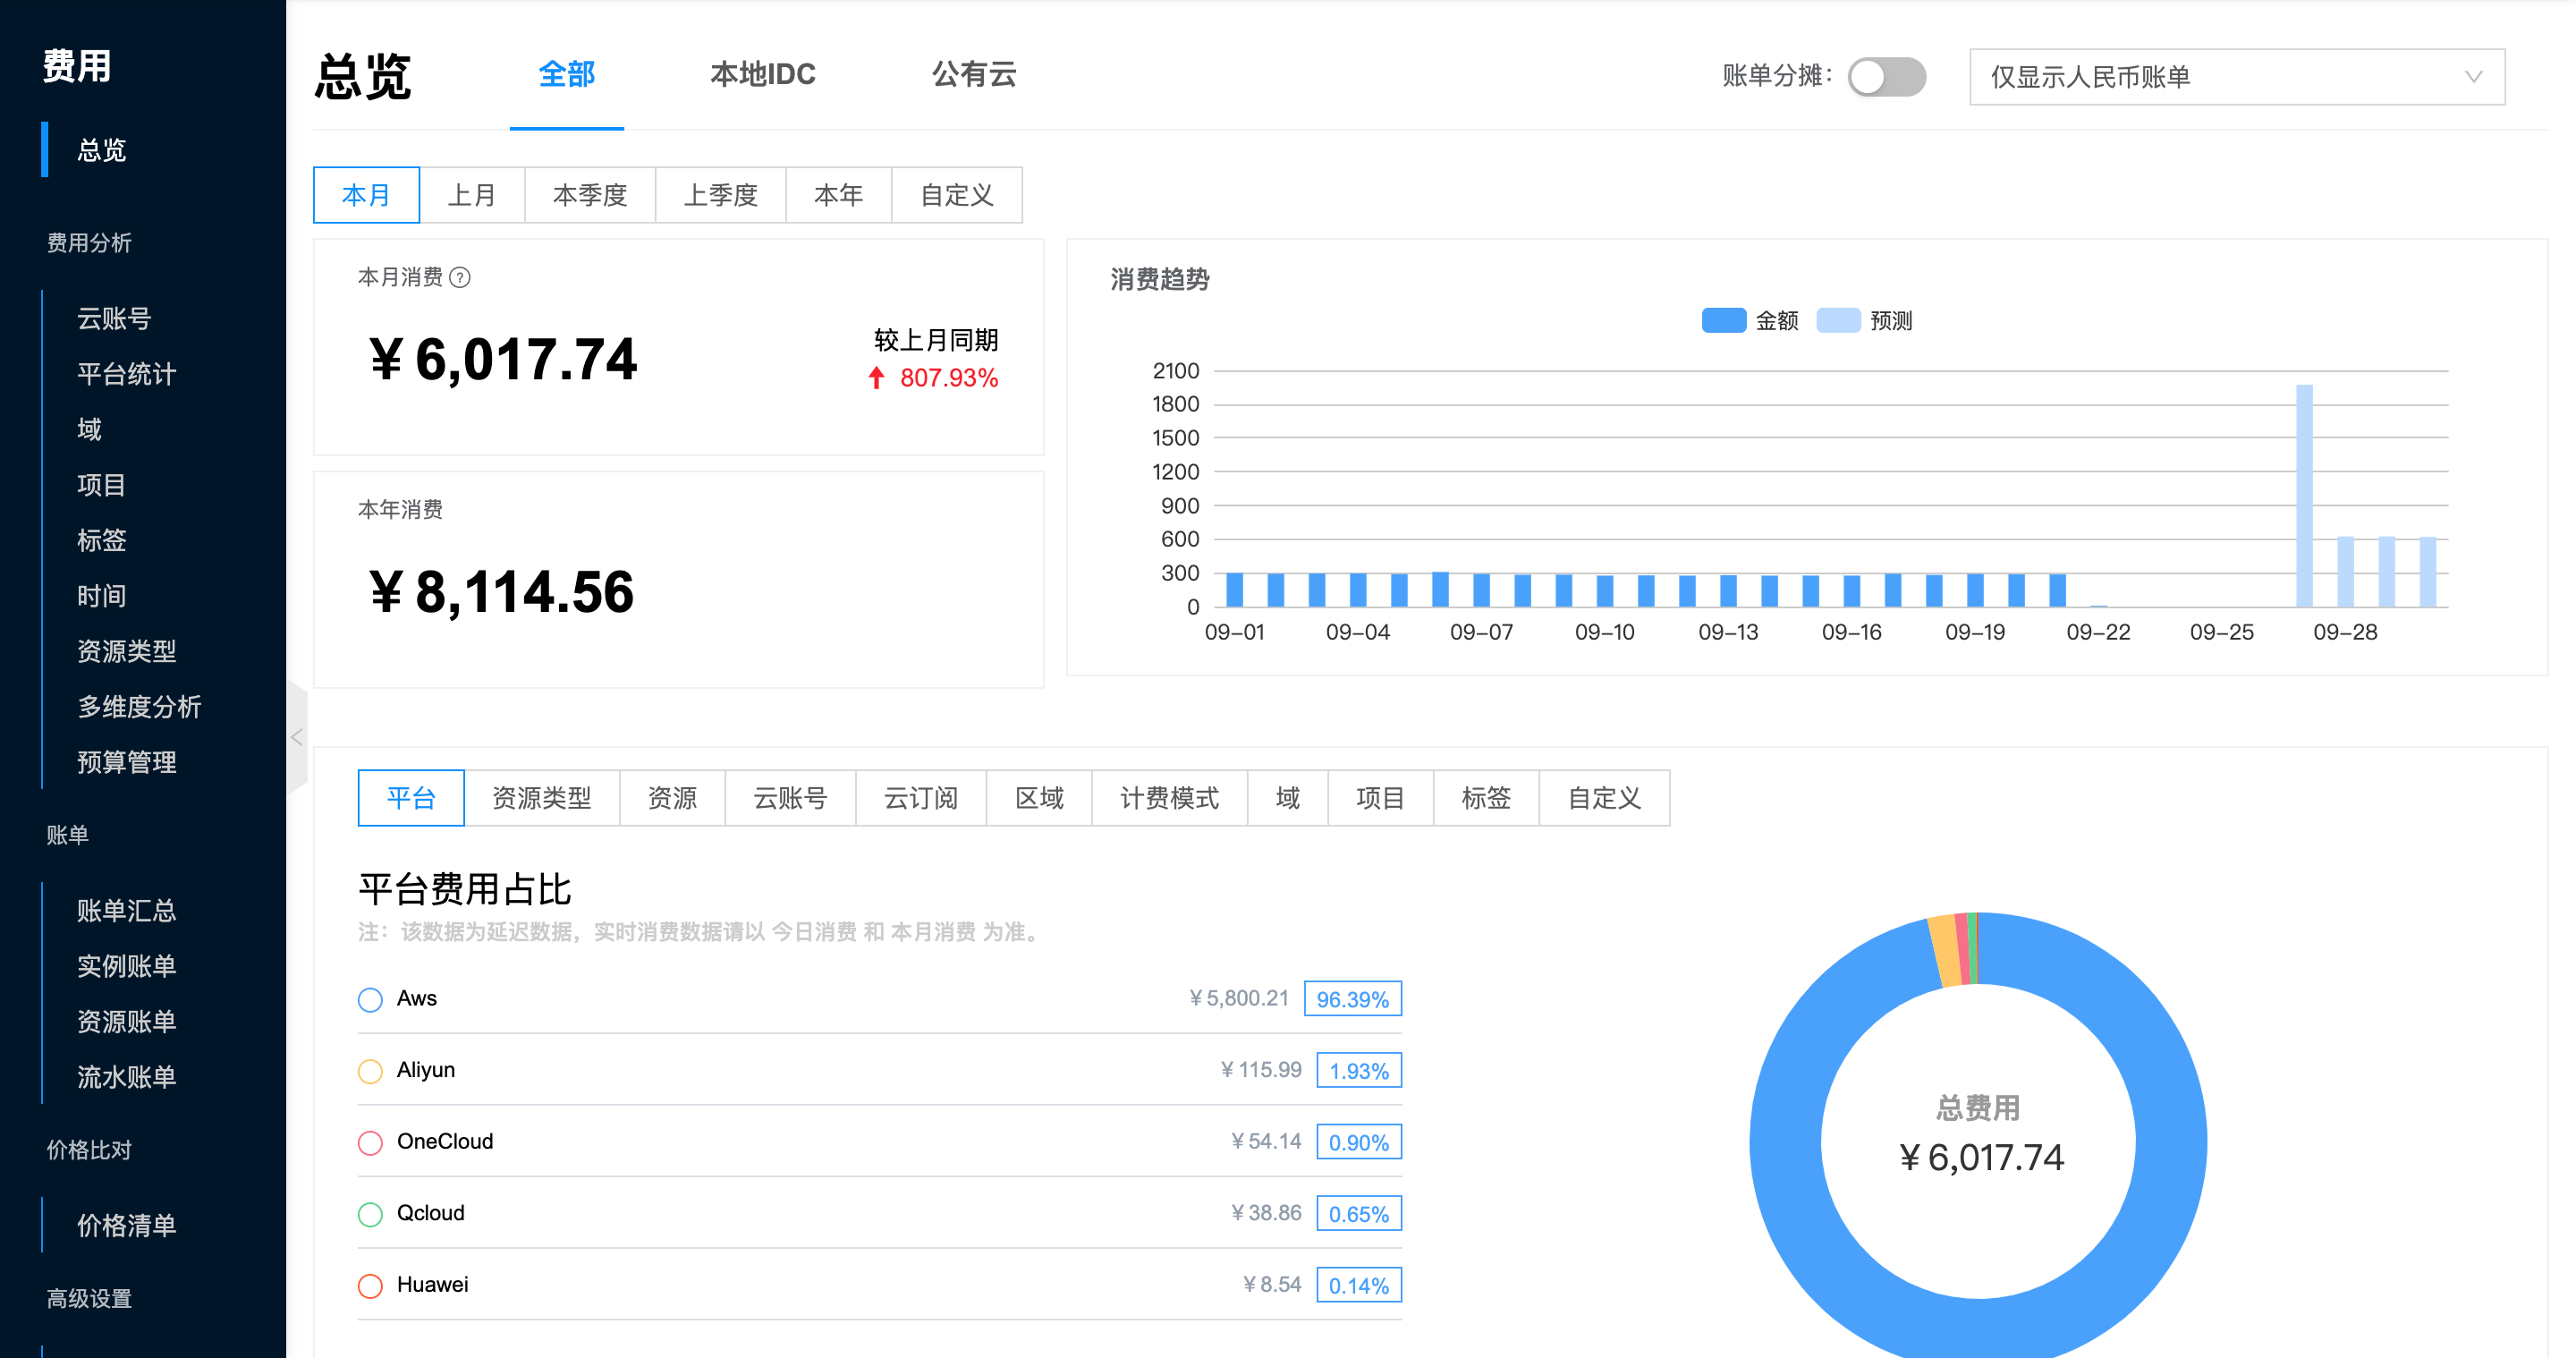 费用
总览
费用分析
云账号
平台统计
域
项目
标签
时间
资源类型
多维度分析
预算管理
账单
账单汇总
实例账单
资源账单
流水账单
价格比对
价格清单
高级设置
总览 全部 本地IDC 公有云 账单分摊: 仅显示人民币账单
本月 上月 本季度 上季度 本年 自定义
本月消费 ?
¥ 6,017.74
较上月同期
807.93%
本年消费
¥ 8,114.56
消费趋势
金额 预测
2100
1800
1500
1200
900
600
300
0
09-01 09-04 09-07 09-10 09-13 09-16 09-19 09-22 09-25 09-28
平台 资源类型 资源 云账号 云订阅 区域 计费模式 域 项目 标签 自定义
平台费用占比
注: 该数据为延迟数据,实时消费数据请以 今日消费 和 本月消费 为准。
Aws ¥ 5,800.21 96.39%
Aliyun ¥ 115.99 1.93%
OneCloud ¥ 54.14 0.90%
Qcloud ¥ 38.86 0.65%
Huawei ¥ 8.54 0.14%
总费用
¥ 6,017.74